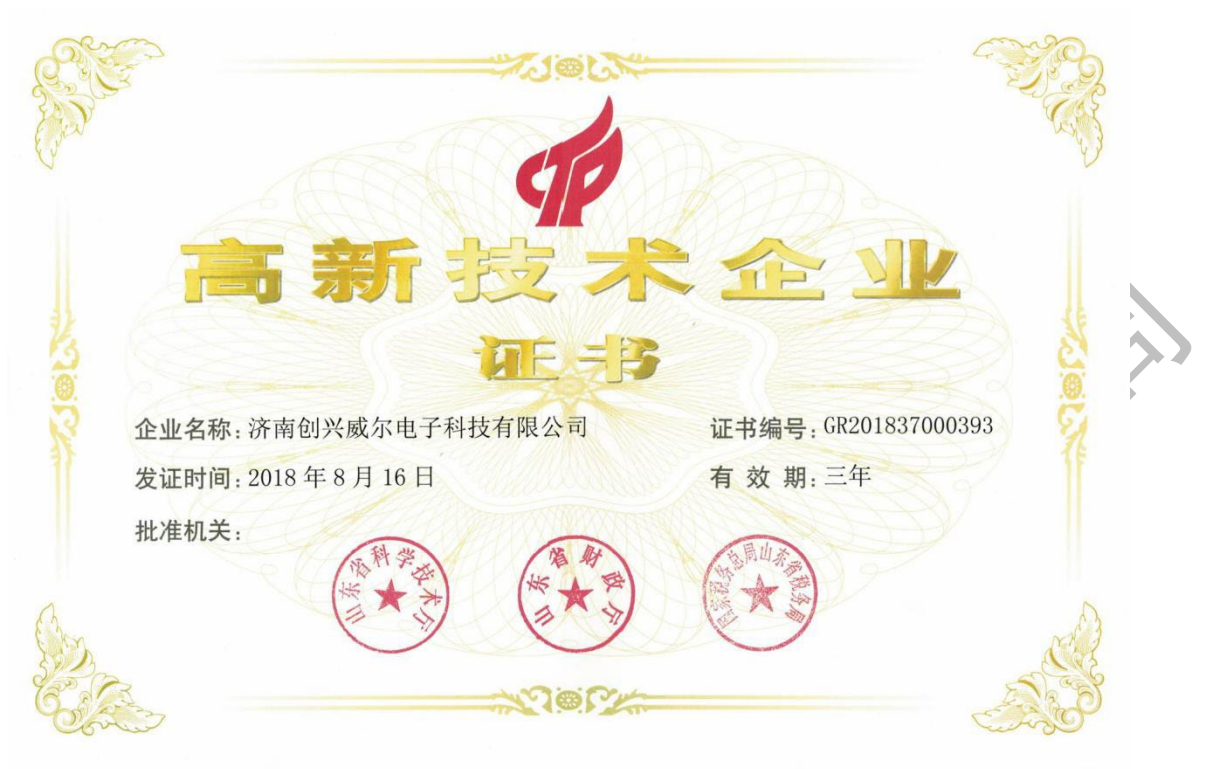 高新技术企业
证书
企业名称：济南创兴威尔电子科技有限公司
证书编号：GR201837000393
发证时间：2018年8月16日
有效期：三年
批准机关：
山东省科学技术厅
山东省财政厅
国家税务总局山东省税务局
司